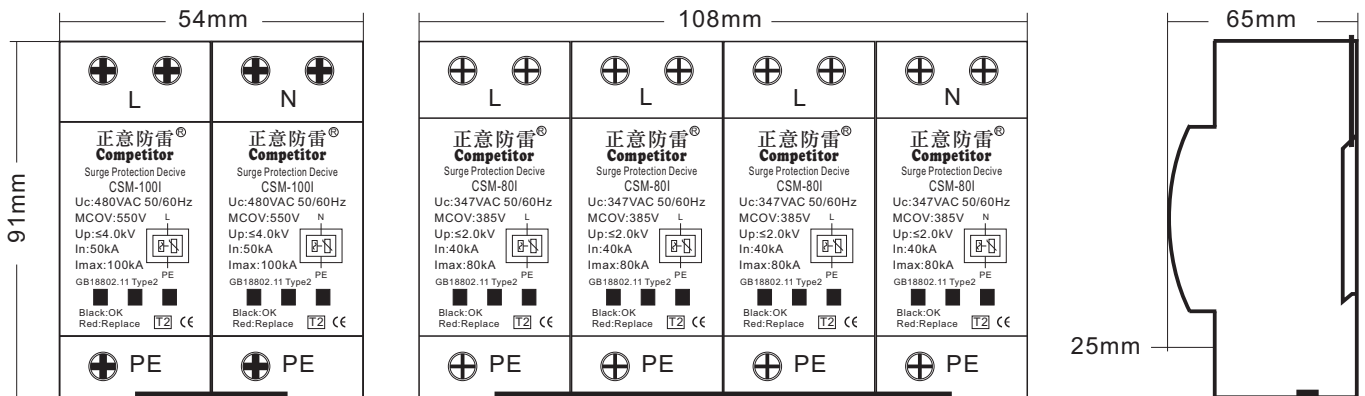 54mm
108mm
65mm
91mm
25mm
L
正意防雷®
Competitor
Surge Protection Decive
CSM-100I
Uc:480VAC 50/60Hz
MCOV:550V
L
Up:≤4.0kV
In:50kA
Imax:100kA
PE
GB18802.11 Type2
Black:OK
Red:Replace T2 CE
PE
N
正意防雷®
Competitor
Surge Protection Decive
CSM-100I
Uc:480VAC 50/60Hz
MCOV:550V
N
Up:≤4.0kV
In:50kA
Imax:100kA
PE
GB18802.11 Type2
Black:OK
Red:Replace T2 CE
PE
L
正意防雷®
Competitor
Surge Protection Decive
CSM-80I
Uc:347VAC 50/60Hz
MCOV:385V
L
Up:≤2.0kV
In:40kA
Imax:80kA
PE
GB18802.11 Type2
Black:OK
Red:Replace T2 CE
PE
L
正意防雷®
Competitor
Surge Protection Decive
CSM-80I
Uc:347VAC 50/60Hz
MCOV:385V
L
Up:≤2.0kV
In:40kA
Imax:80kA
PE
GB18802.11 Type2
Black:OK
Red:Replace T2 CE
PE
L
正意防雷®
Competitor
Surge Protection Decive
CSM-80I
Uc:347VAC 50/60Hz
MCOV:385V
L
Up:≤2.0kV
In:40kA
Imax:80kA
PE
GB18802.11 Type2
Black:OK
Red:Replace T2 CE
PE
N
正意防雷®
Competitor
Surge Protection Decive
CSM-80I
Uc:347VAC 50/60Hz
MCOV:385V
N
Up:≤2.0kV
In:40kA
Imax:80kA
PE
GB18802.11 Type2
Black:OK
Red:Replace T2 CE
PE